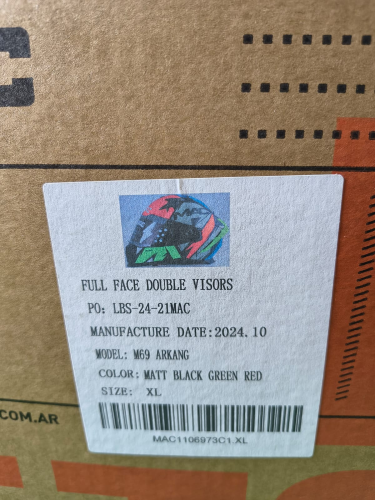 C
FULL FACE DOUBLE VISORS
PO: LBS-24-21MAC
MANUFACTURE DATE:2024.10
MODEL: M69 ARKANG
COLOR: MATT BLACK GREEN RED
SIZE: XL
COM.AR
MAC1106973C1.XL